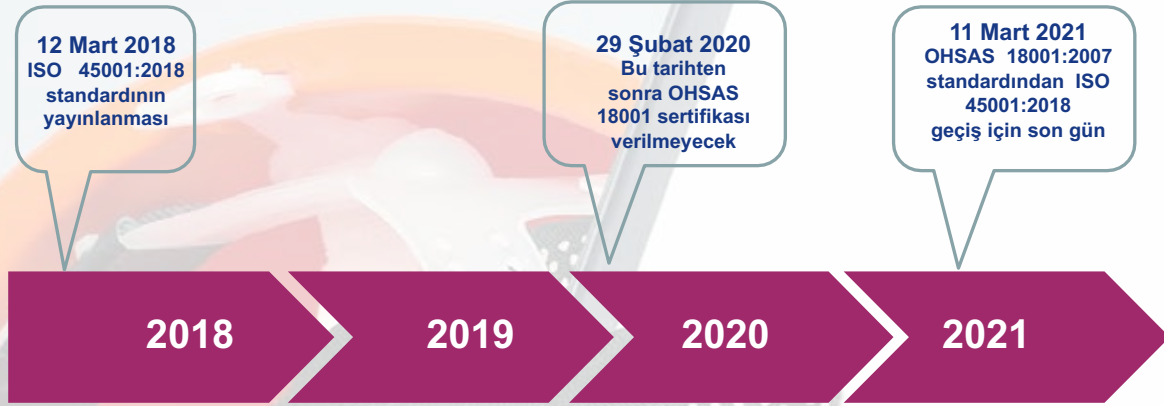 12 Mart 2018
ISO 45001:2018
standardının
yayınlanması
29 Şubat 2020
Bu tarihten
sonra OHSAS
18001 sertifikası
verilmeyecek
11 Mart 2021
OHSAS 18001:2007
standardından ISO
45001:2018
geçiş için son gün
2018
2019
2020
2021